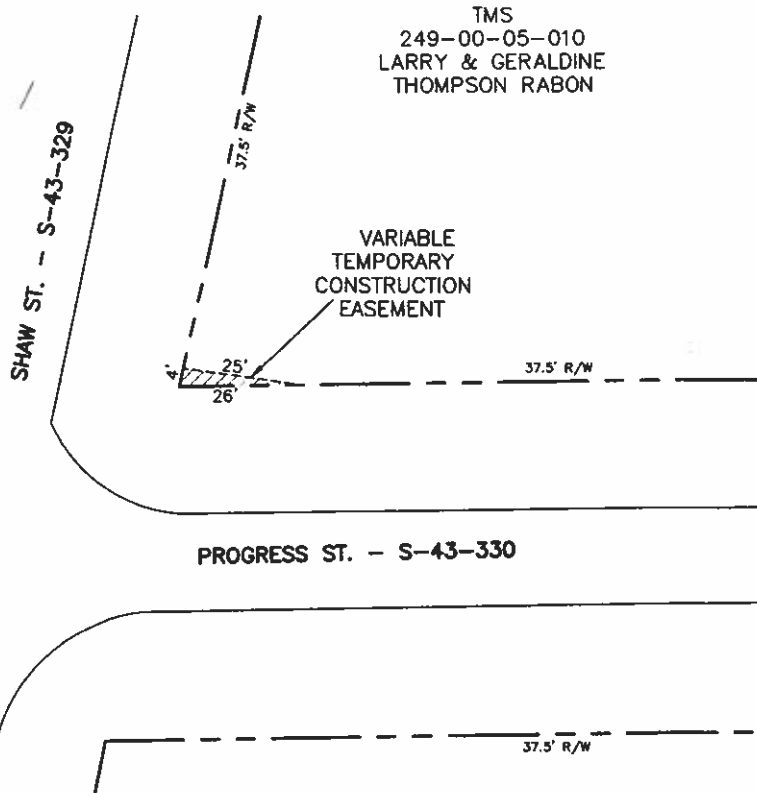 TMS
249-00-05-010
LARRY & GERALDINE
THOMPSON RABON
37.5' R/W
SHAW ST. - S-43-329
VARIABLE
TEMPORARY
CONSTRUCTION
EASEMENT
4'
25'
26'
37.5' R/W
PROGRESS ST. - S-43-330
37.5' R/W